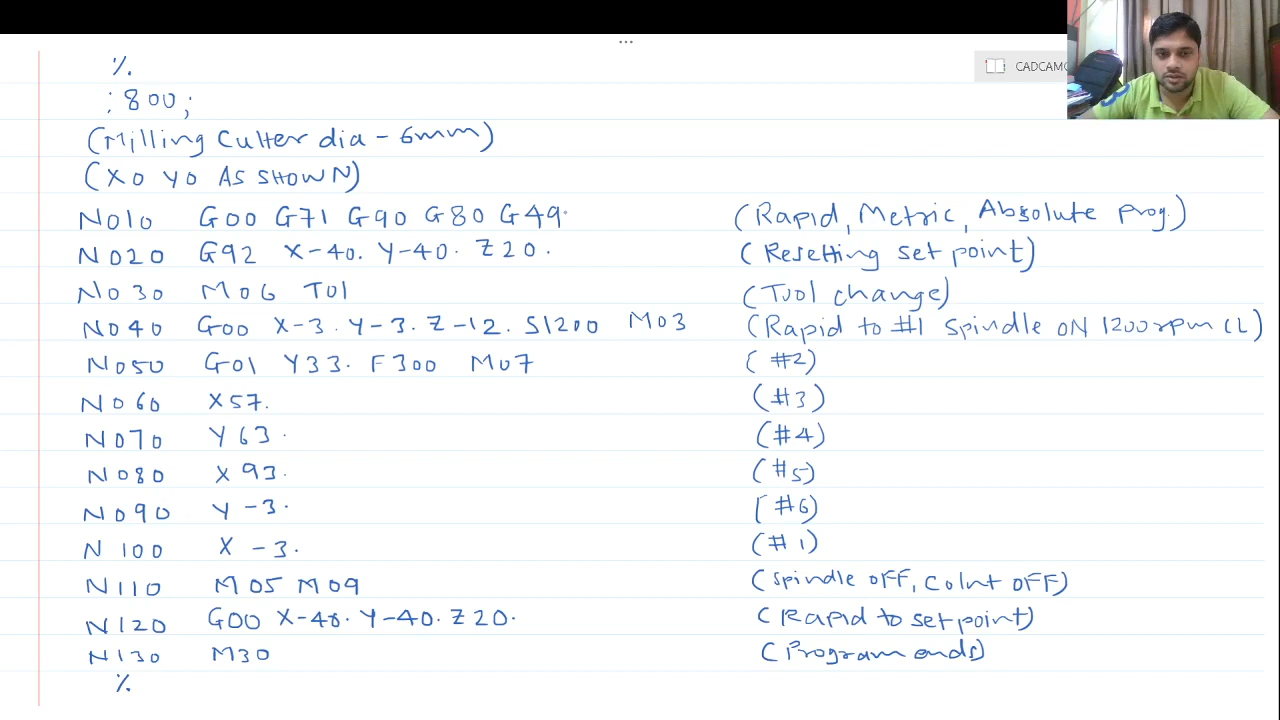 %
:800;
(Milling Cutter dia - 6mm)
(X0 Y0 AS SHOWN)
N010 G00 G71 G90 G80 G49. (Rapid, Metric, Absolute prog.)
N020 G92 X-40. Y-40. Z20. (Resetting set point)
N030 M06 T01 (Tool change)
N040 G00 X-3. Y-3. Z-12. S1200 M03 (Rapid to #1 spindle ON 1200rpm CL)
N050 G01 Y33. F300 M07 (#2)
N060 X57. (#3)
N070 Y63. (#4)
N080 X93. (#5)
N090 Y-3. (#6)
N100 X-3. (#1)
N110 M05 M09 (Spindle OFF, Colnt OFF)
N120 G00 X-40. Y-40. Z20. (Rapid to set point)
N130 M30 (Program ends)
%
CADCAM